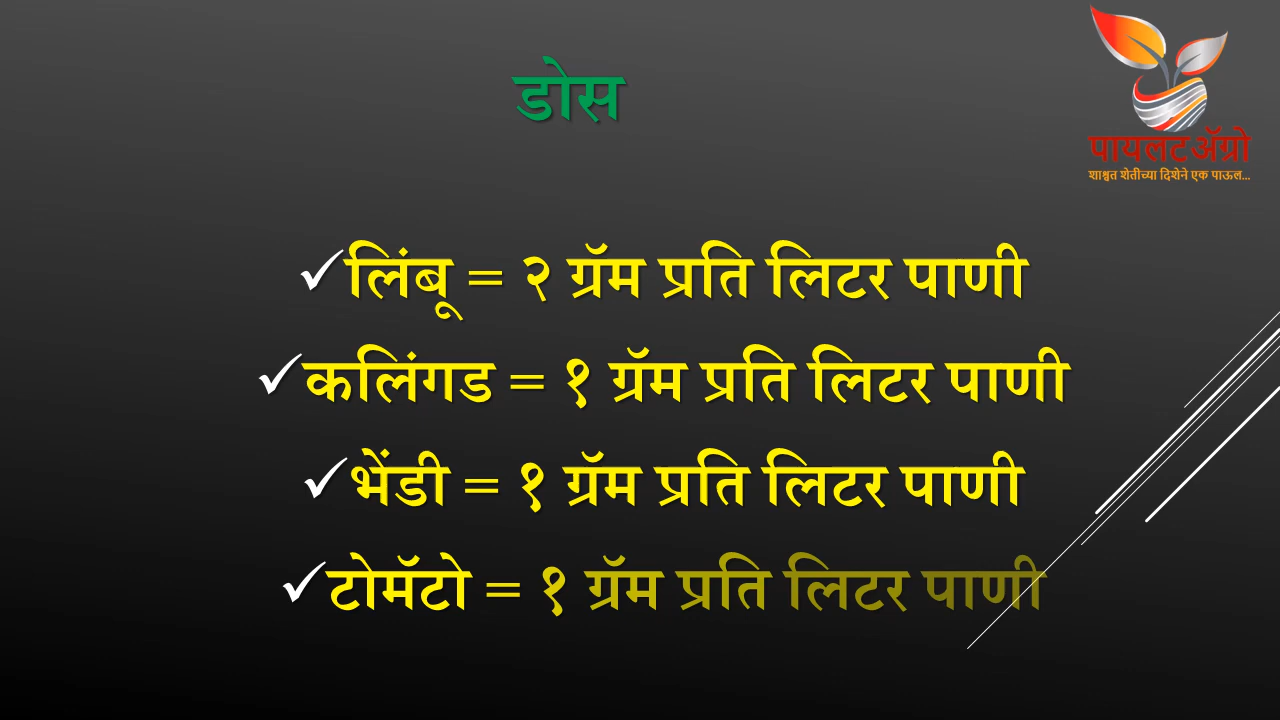 डोस
पायलटॲग्रो
शाश्वत शेतीच्या दिशेने एक पाऊल...
✓लिंबू = २ ग्रॅम प्रति लिटर पाणी
✓कलिंगड = १ ग्रॅम प्रति लिटर पाणी
✓भेंडी = १ ग्रॅम प्रति लिटर पाणी
✓टोमॅटो = १ ग्रॅम प्रति लिटर पाणी